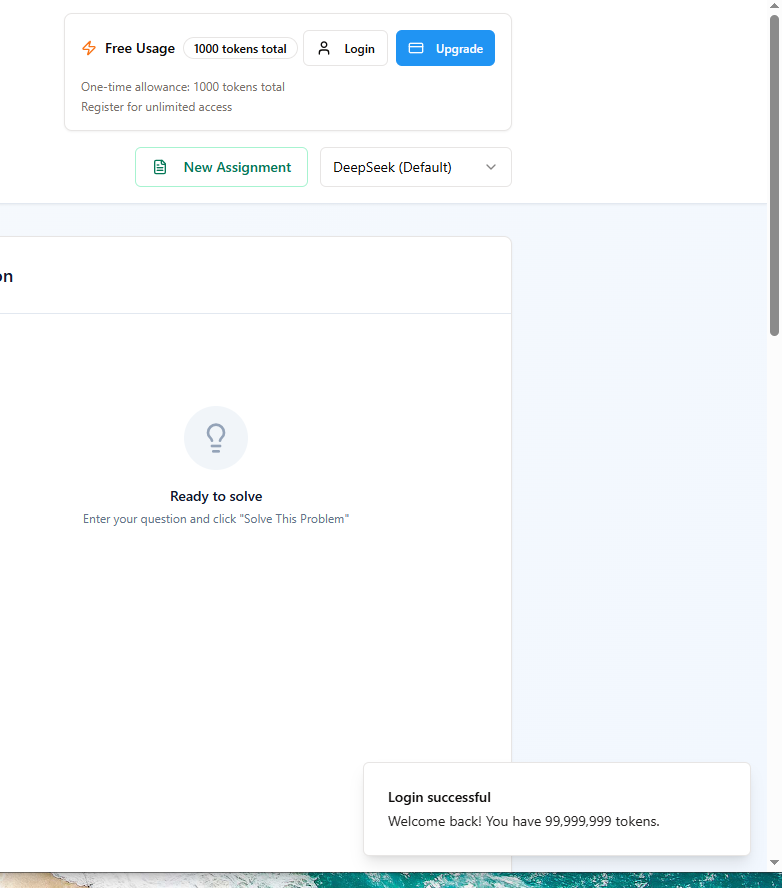 Free Usage 1000 tokens total Login Upgrade
One-time allowance: 1000 tokens total
Register for unlimited access
New Assignment DeepSeek (Default)
on
Ready to solve
Enter your question and click "Solve This Problem"
Login successful
Welcome back! You have 99,999,999 tokens.